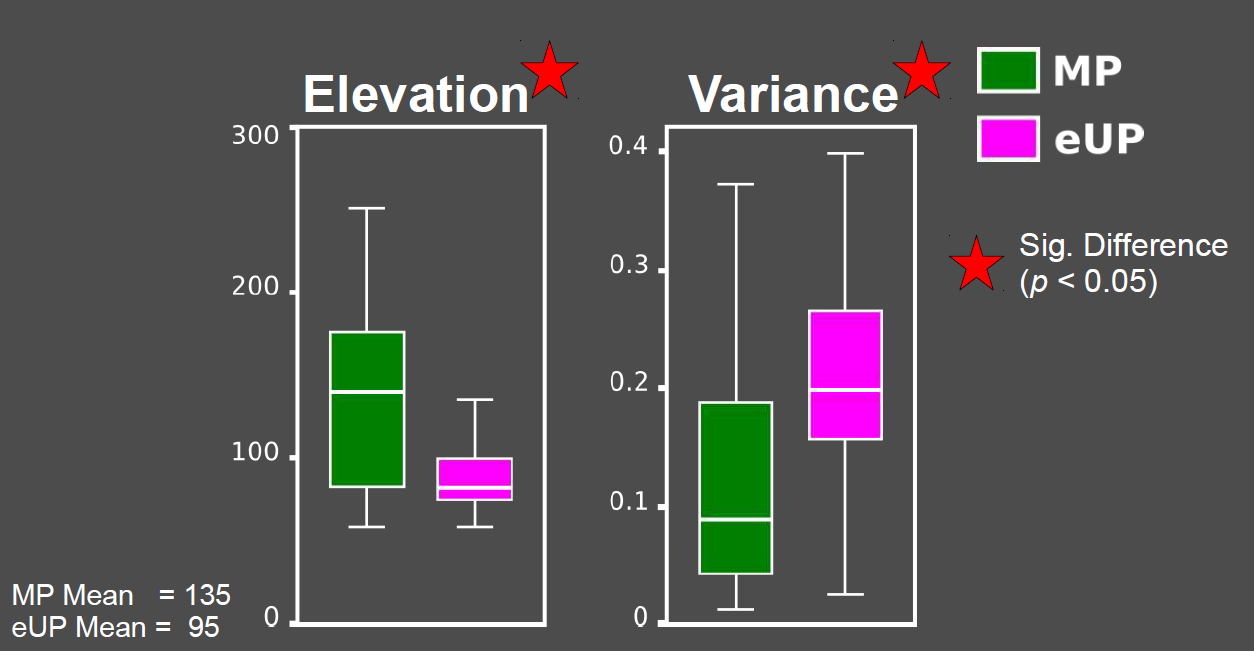 Elevation
Variance
MP
eUP
Sig. Difference
(p < 0.05)
300
200
100
0
0.4
0.3
0.2
0.1
0
MP Mean = 135
eUP Mean = 95